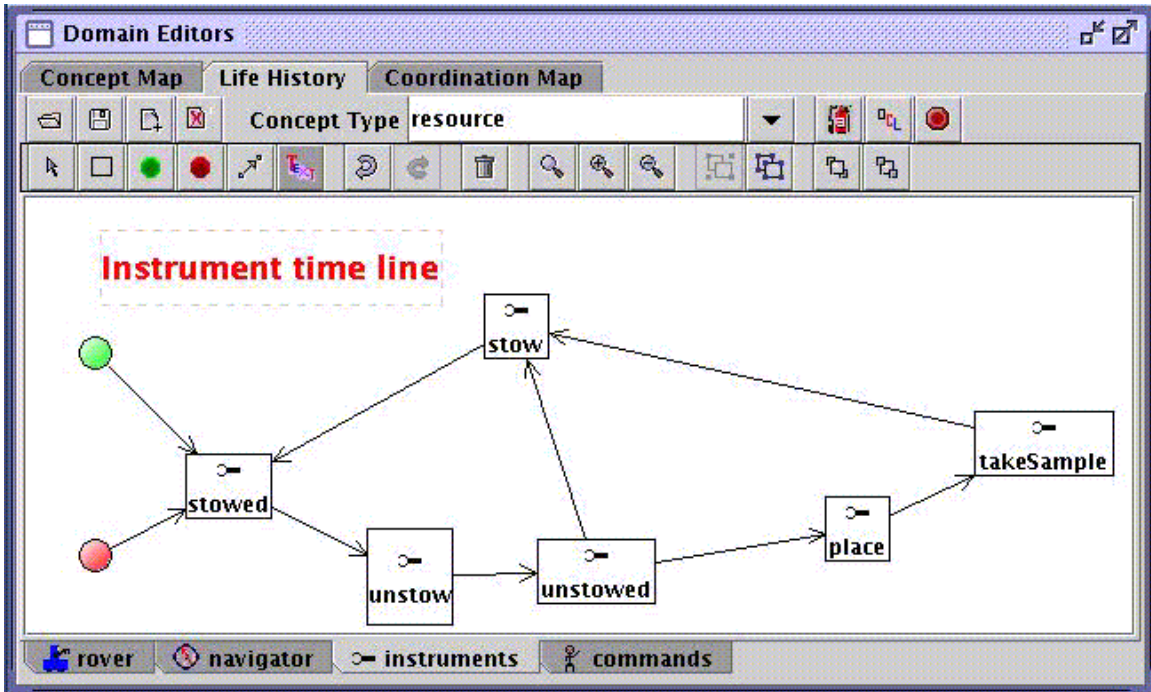 Domain Editors
Concept Map Life History Coordination Map
Concept Type resource
TEXT
Instrument time line
stow
takeSample
stowed
place
unstowed
unstow
rover navigator instruments commands